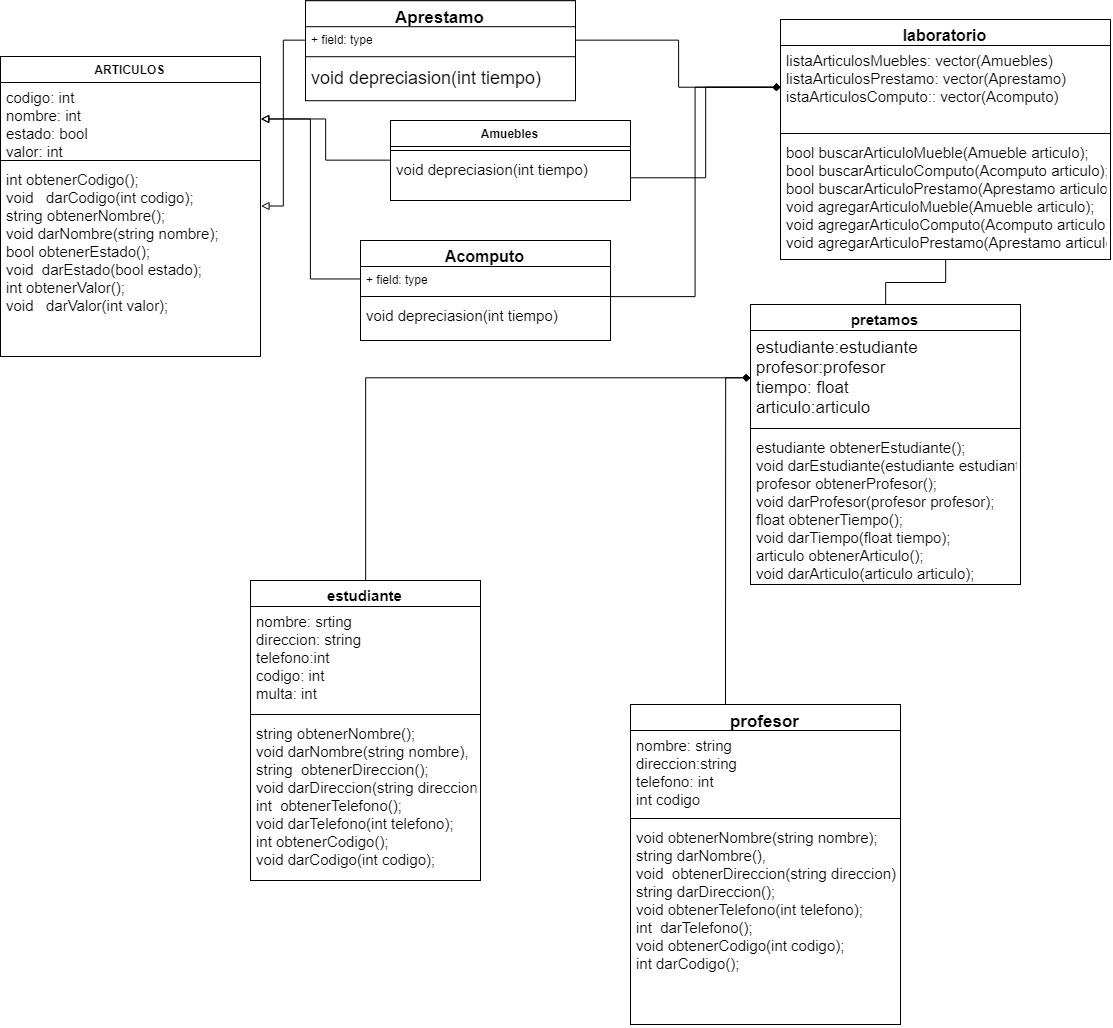 Aprestamo
+ field: type
void depreciasion(int tiempo)
ARTICULOS
codigo: int
nombre: int
estado: bool
valor: int
int obtenerCodigo();
void   darCodigo(int codigo);
string obtenerNombre();
void darNombre(string nombre);
bool obtenerEstado();
void  darEstado(bool estado);
int obtenerValor();
void   darValor(int valor);
Amuebles
void depreciasion(int tiempo)
Acomputo
+ field: type
void depreciasion(int tiempo)
laboratorio
listaArticulosMuebles: vector(Amuebles)
listaArticulosPrestamo: vector(Aprestamo)
istaArticulosComputo:: vector(Acomputo)
bool buscarArticuloMueble(Amueble articulo);
bool buscarArticuloComputo(Acomputo articulo);
bool buscarArticuloPrestamo(Aprestamo articulo
void agregarArticuloMueble(Amueble articulo);
void agregarArticuloComputo(Acomputo articulo)
void agregarArticuloPrestamo(Aprestamo articul
pretamos
estudiante:estudiante
profesor:profesor
tiempo: float
articulo:articulo
estudiante obtenerEstudiante();
void darEstudiante(estudiante estudiant
profesor obtenerProfesor();
void darProfesor(profesor profesor);
float obtenerTiempo();
void darTiempo(float tiempo);
articulo obtenerArticulo();
void darArticulo(articulo articulo);
estudiante
nombre: srting
direccion: string
telefono:int
codigo: int
multa: int
string obtenerNombre();
void darNombre(string nombre),
string  obtenerDireccion();
void darDireccion(string direccion
int  obtenerTelefono();
void darTelefono(int telefono);
int obtenerCodigo();
void darCodigo(int codigo);
profesor
nombre: string
direccion:string
telefono: int
int codigo
void obtenerNombre(string nombre);
string darNombre(),
void  obtenerDireccion(string direccion)
string darDireccion();
void obtenerTelefono(int telefono);
int  darTelefono();
void obtenerCodigo(int codigo);
int darCodigo();